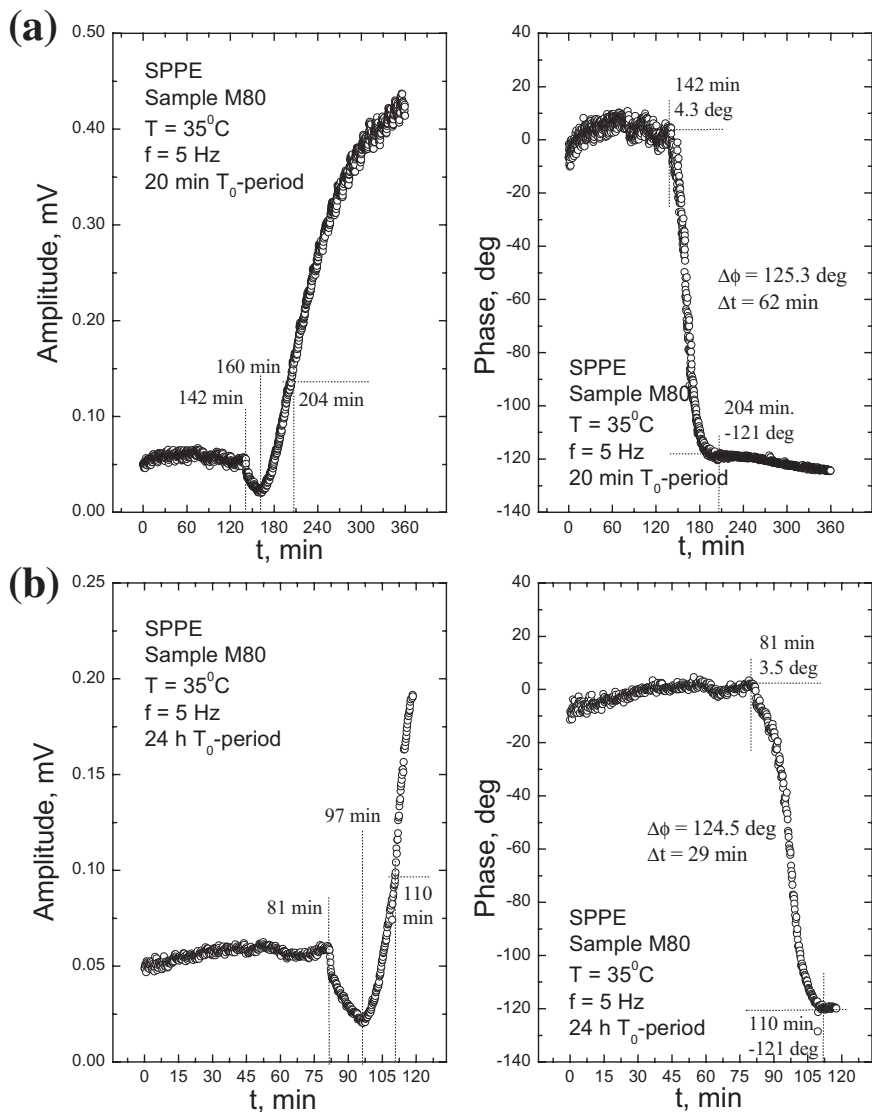 (a)
0.50
0.40
0.30
0.20
0.10
0.00
Amplitude, mV
SPPE
Sample M80
T = 35⁰C
f = 5 Hz
20 min T₀-period
160 min
142 min
204 min
0 60 120 180 240 300 360
t, min
40
20
0
-20
-40
-60
-80
-100
-120
-140
Phase, deg
142 min
4.3 deg
Δϕ = 125.3 deg
Δt = 62 min
SPPE
Sample M80
T = 35⁰C
f = 5 Hz
20 min T₀-period
204 min.
-121 deg
0 60 120 180 240 300 360
t, min
(b)
0.25
0.20
0.15
0.10
0.05
0.00
Amplitude, mV
SPPE
Sample M80
T = 35⁰C
f = 5 Hz
24 h T₀-period
97 min
81 min
110
min
0 15 30 45 60 75 90 105 120
t, min
40
20
0
-20
-40
-60
-80
-100
-120
-140
Phase, deg
81 min
3.5 deg
Δϕ = 124.5 deg
Δt = 29 min
SPPE
Sample M80
T = 35⁰C
f = 5 Hz
24 h T₀-period
110 min
-121 deg
0 15 30 45 60 75 90 105 120
t, min